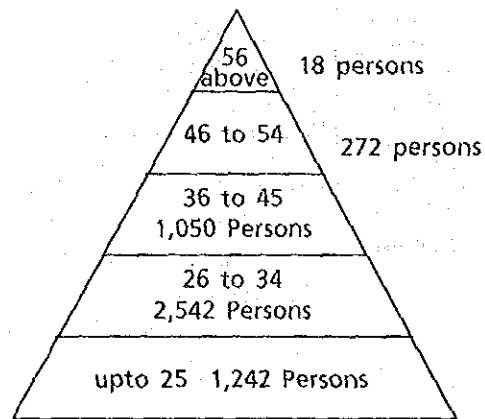 56
above
18 persons
46 to 54
272 persons
36 to 45
1,050 Persons
26 to 34
2,542 Persons
upto 25 1,242 Persons